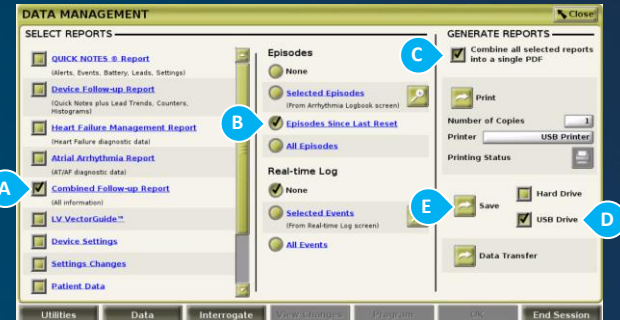 DATA MANAGEMENT
Close
SELECT REPORTS
QUICK NOTES ® Report
(Alerts, Events, Battery, Leads, Settings)
Device Follow-up Report
(Quick Notes plus Lead Trends, Counters,
Histograms)
Heart Failure Management Report
(Heart Failure diagnostic data)
Atrial Arrhythmia Report
(AT/AF diagnostic data)
A
Combined Follow-up Report
(All information)
LV VectorGuide™
Device Settings
Settings Changes
Patient Data
Episodes
None
Selected Episodes
(From Arrhythmia Logbook screen)
B
Episodes Since Last Reset
All Episodes
Real-time Log
None
Selected Events
(From Real-time Log screen)
All Events
GENERATE REPORTS
C
Combine all selected reports
into a single PDF
Print
Number of Copies
1
Printer
USB Printer
Printing Status
E
Save
Hard Drive
USB Drive
D
Data Transfer
Utilities
Data
Interrogate
View Changes
Program
OK
End Session